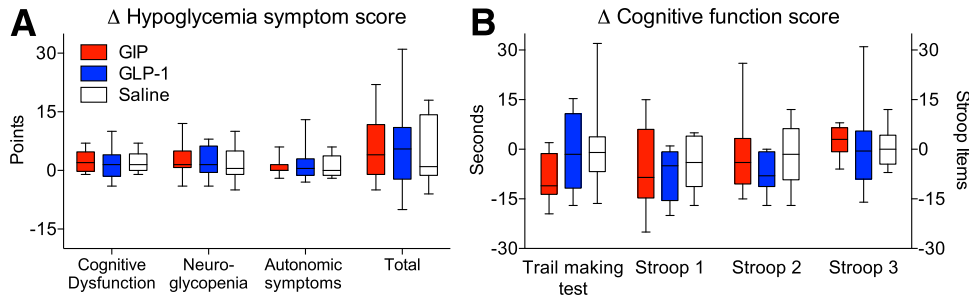 A
Δ Hypoglycemia symptom score
GIP
GLP-1
Saline
Points
30
15
0
-15
Cognitive
Dysfunction
Neuro-
glycopenia
Autonomic
symptoms
Total
B
Δ Cognitive function score
Seconds
30
15
0
-15
-30
Stroop Items
30
15
0
-15
-30
Trail making
test
Stroop 1
Stroop 2
Stroop 3